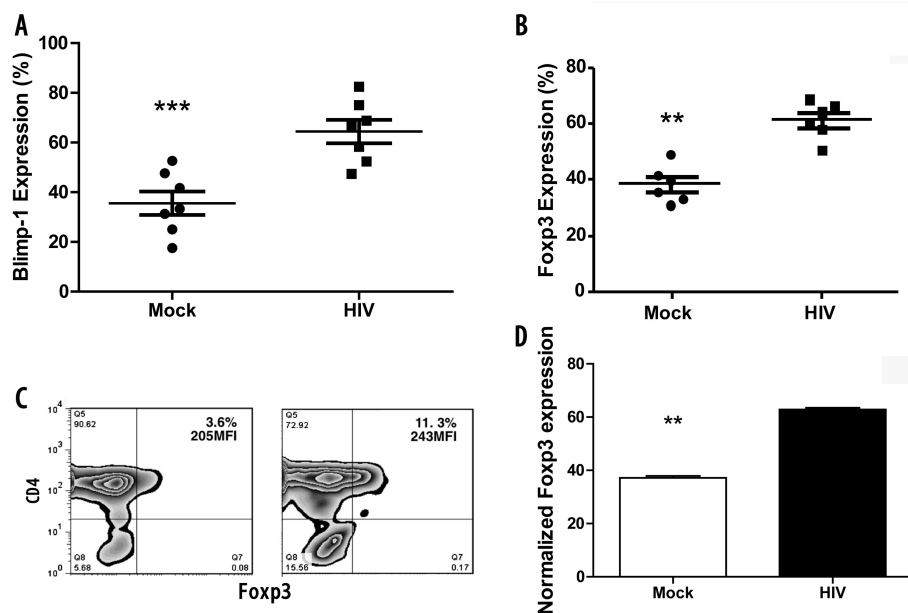 A
Blimp-1 Expression (%)
100
80
60
40
20
0
***
Mock
HIV
B
Foxp3 Expression (%)
80
60
40
20
0
**
Mock
HIV
C
CD4
10^4
10^3
10^2
10^1
10^0
Q5
90.62
3.6%
205MFI
Q8
5.68
Q7
0.08
Q5
72.92
11. 3%
243MFI
Q8
15.56
Q7
0.17
Foxp3
D
Normalized Foxp3 expression
80
60
40
20
0
**
Mock
HIV